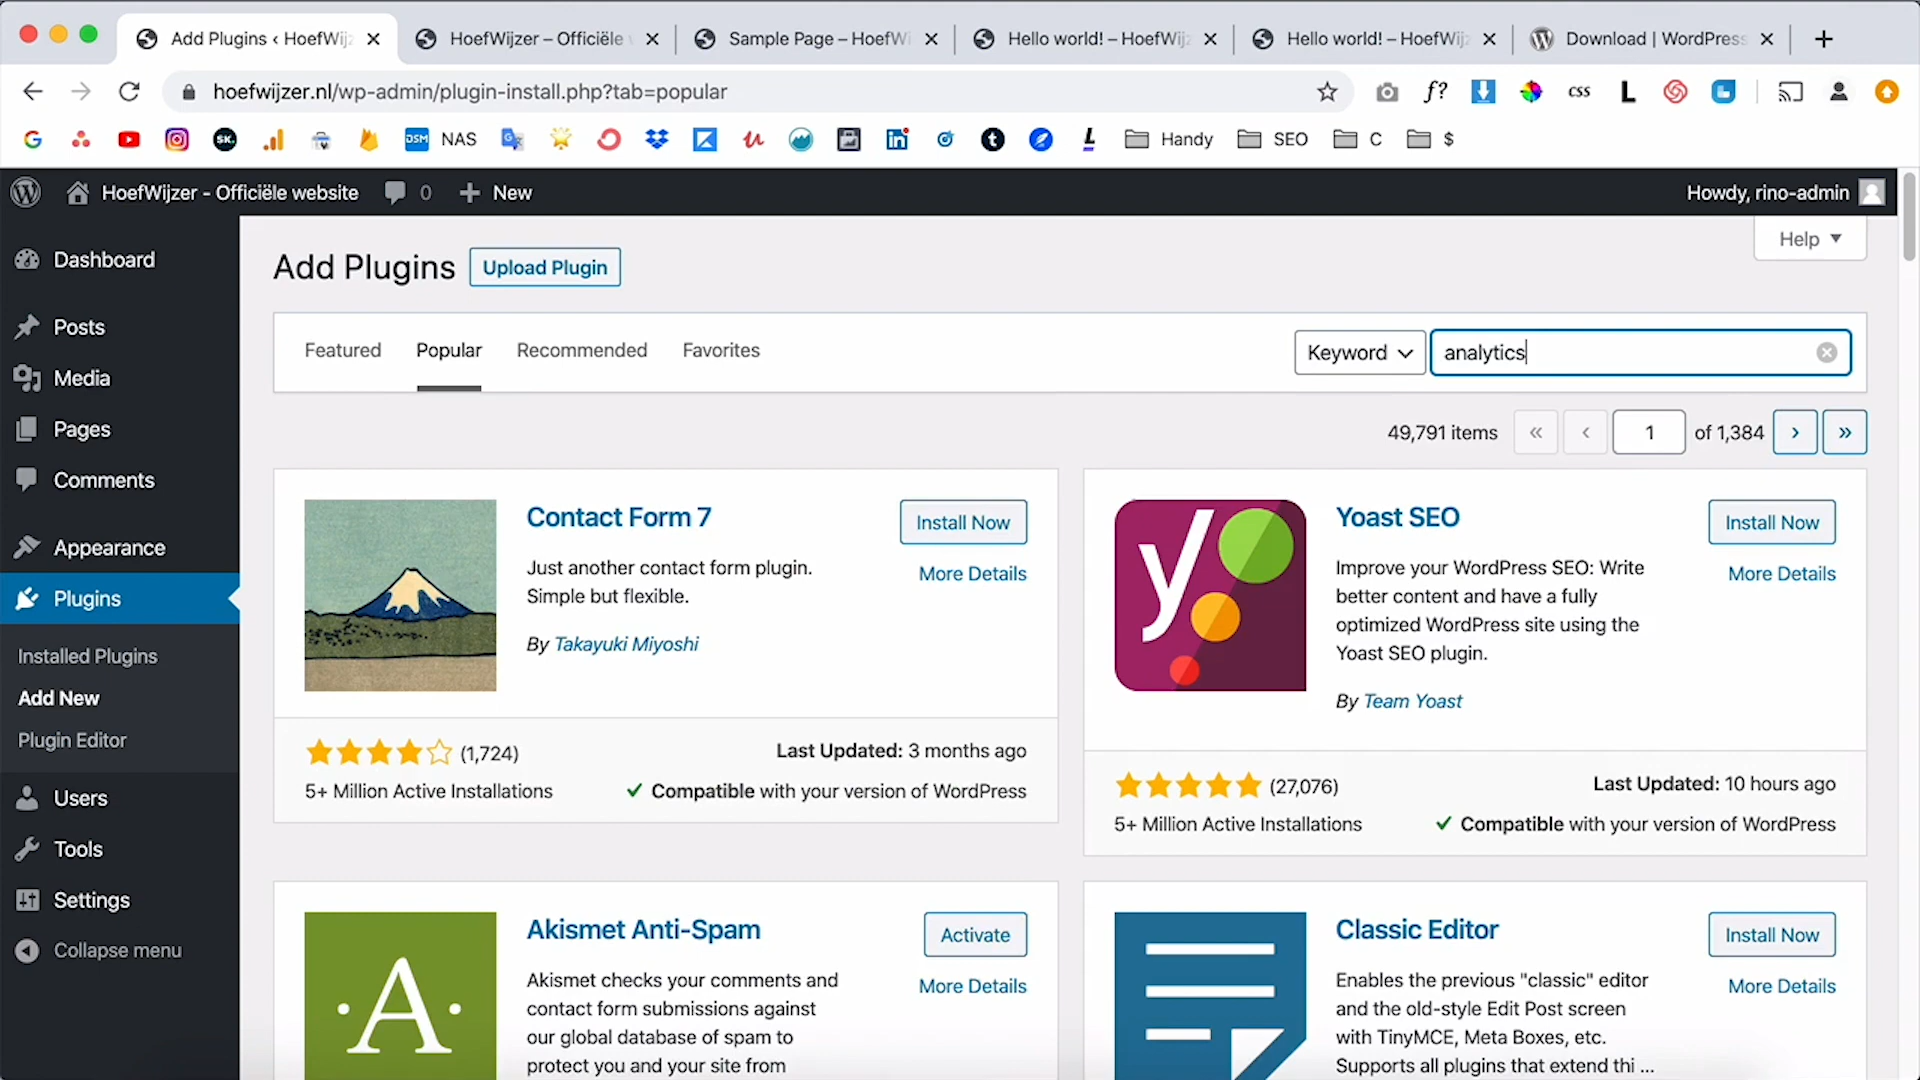 Add Plugins ‹ HoefWijz
HoefWijzer – Officiële
Sample Page – HoefWi
Hello world! – HoefWijz
Hello world! – HoefWijz
Download | WordPress
hoefwijzer.nl/wp-admin/plugin-install.php?tab=popular
f?
CSS
L
SK.
DSM
NAS
Handy
SEO
C
$
HoefWijzer - Officiële website
0
New
Howdy, rino-admin
Help
Dashboard
Posts
Media
Pages
Comments
Appearance
Plugins
Installed Plugins
Add New
Plugin Editor
Users
Tools
Settings
Collapse menu
Add Plugins
Upload Plugin
Featured
Popular
Recommended
Favorites
Keyword
analytics
49,791 items
«
‹
1
of 1,384
›
»
Contact Form 7
Install Now
More Details
Just another contact form plugin.
Simple but flexible.
By Takayuki Miyoshi
(1,724)
Last Updated: 3 months ago
5+ Million Active Installations
Compatible with your version of WordPress
y
Yoast SEO
Install Now
More Details
Improve your WordPress SEO: Write
better content and have a fully
optimized WordPress site using the
Yoast SEO plugin.
By Team Yoast
(27,076)
Last Updated: 10 hours ago
5+ Million Active Installations
Compatible with your version of WordPress
A
Akismet Anti-Spam
Activate
More Details
Akismet checks your comments and
contact form submissions against
our global database of spam to
protect you and your site from
Classic Editor
Install Now
More Details
Enables the previous "classic" editor
and the old-style Edit Post screen
with TinyMCE, Meta Boxes, etc.
Supports all plugins that extend thi ...